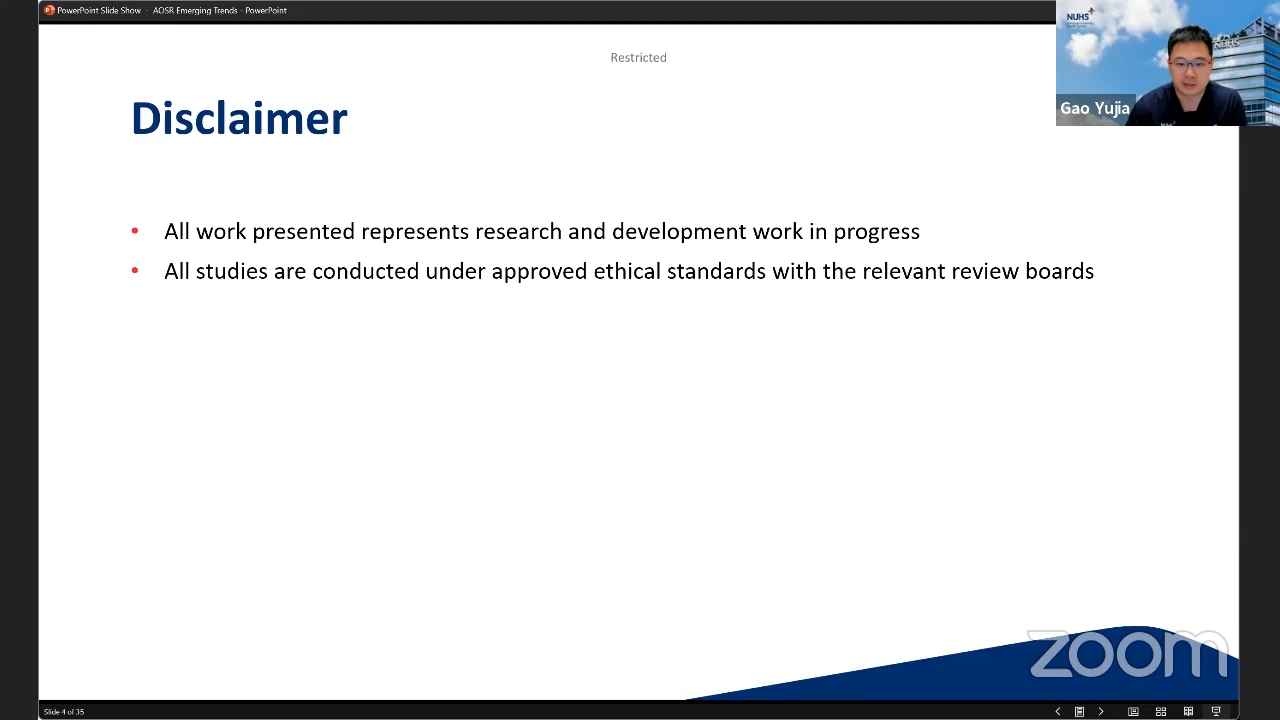 PowerPoint Slide Show - AOSR Emerging Trends - PowerPoint
NUHS
NUHS
Gao Yujia
Restricted
Disclaimer
• All work presented represents research and development work in progress
• All studies are conducted under approved ethical standards with the relevant review boards
zoom
Slide 4 of 35